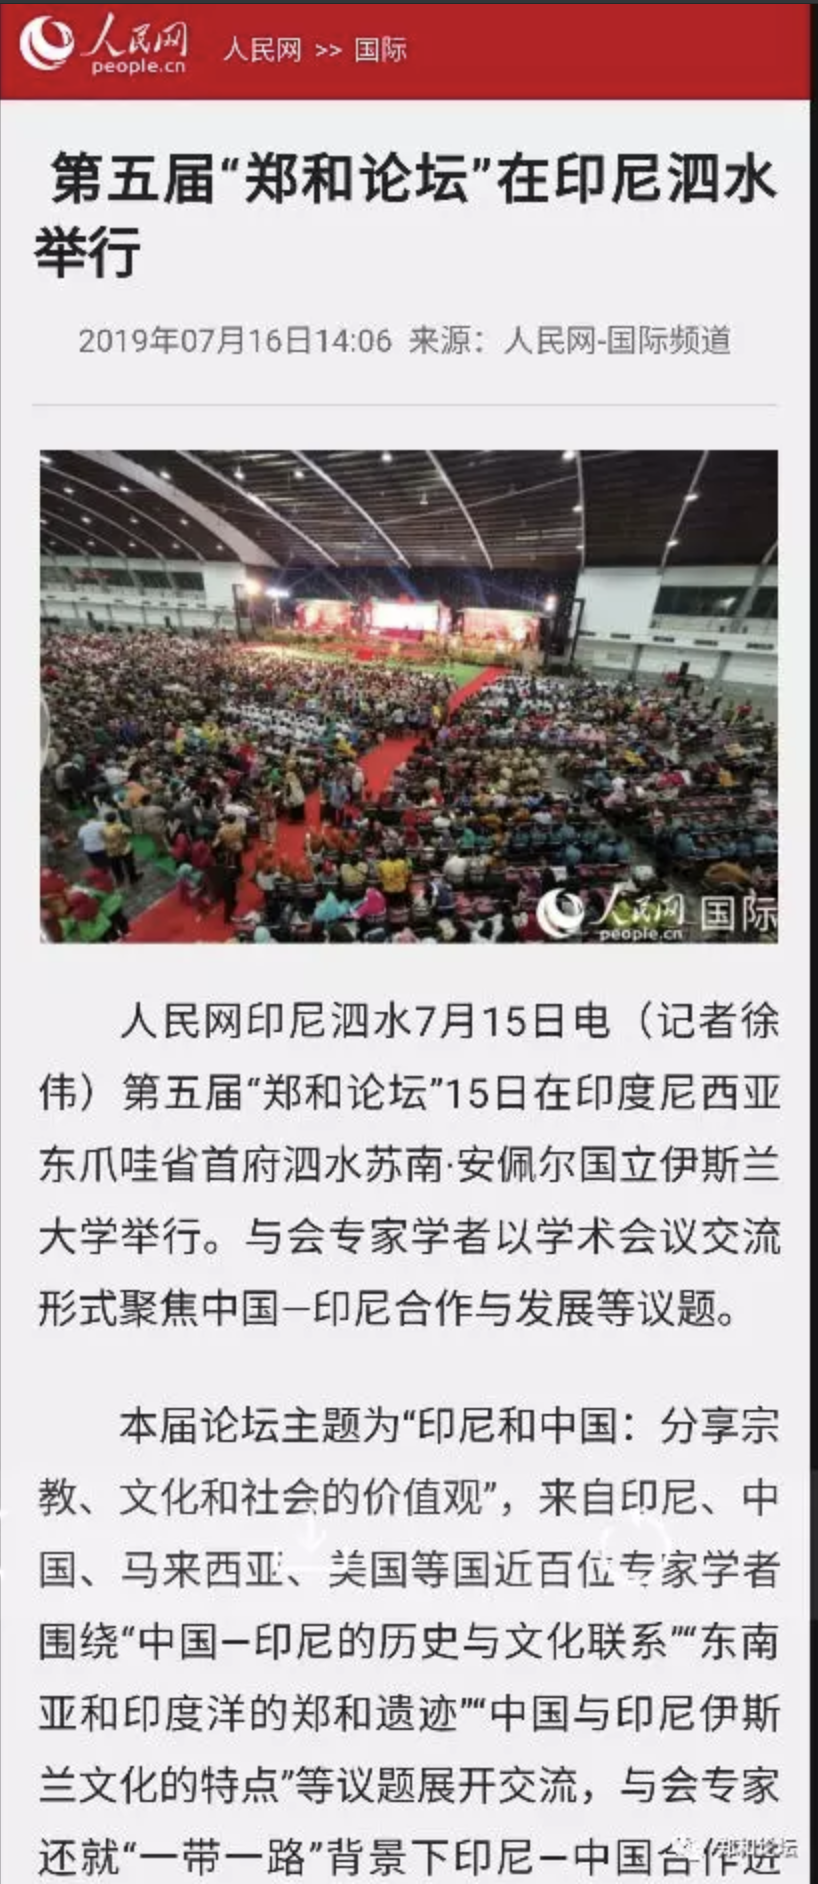 人民网
people.cn
人民网 >> 国际
第五届“郑和论坛”在印尼泗水
举行
2019年07月16日14:06 来源：人民网-国际频道
人民网 国际
people.cn
人民网印尼泗水7月15日电（记者徐
伟）第五届“郑和论坛”15日在印度尼西亚
东爪哇省首府泗水苏南·安佩尔国立伊斯兰
大学举行。与会专家学者以学术会议交流
形式聚焦中国—印尼合作与发展等议题。
本届论坛主题为“印尼和中国：分享宗
教、文化和社会的价值观”，来自印尼、中
国、马来西亚、美国等国近百位专家学者
围绕“中国—印尼的历史与文化联系”“东南
亚和印度洋的郑和遗迹”“中国与印尼伊斯
兰文化的特点”等议题展开交流，与会专家
还就“一带一路”背景下印尼—中国合作进
郑和论坛